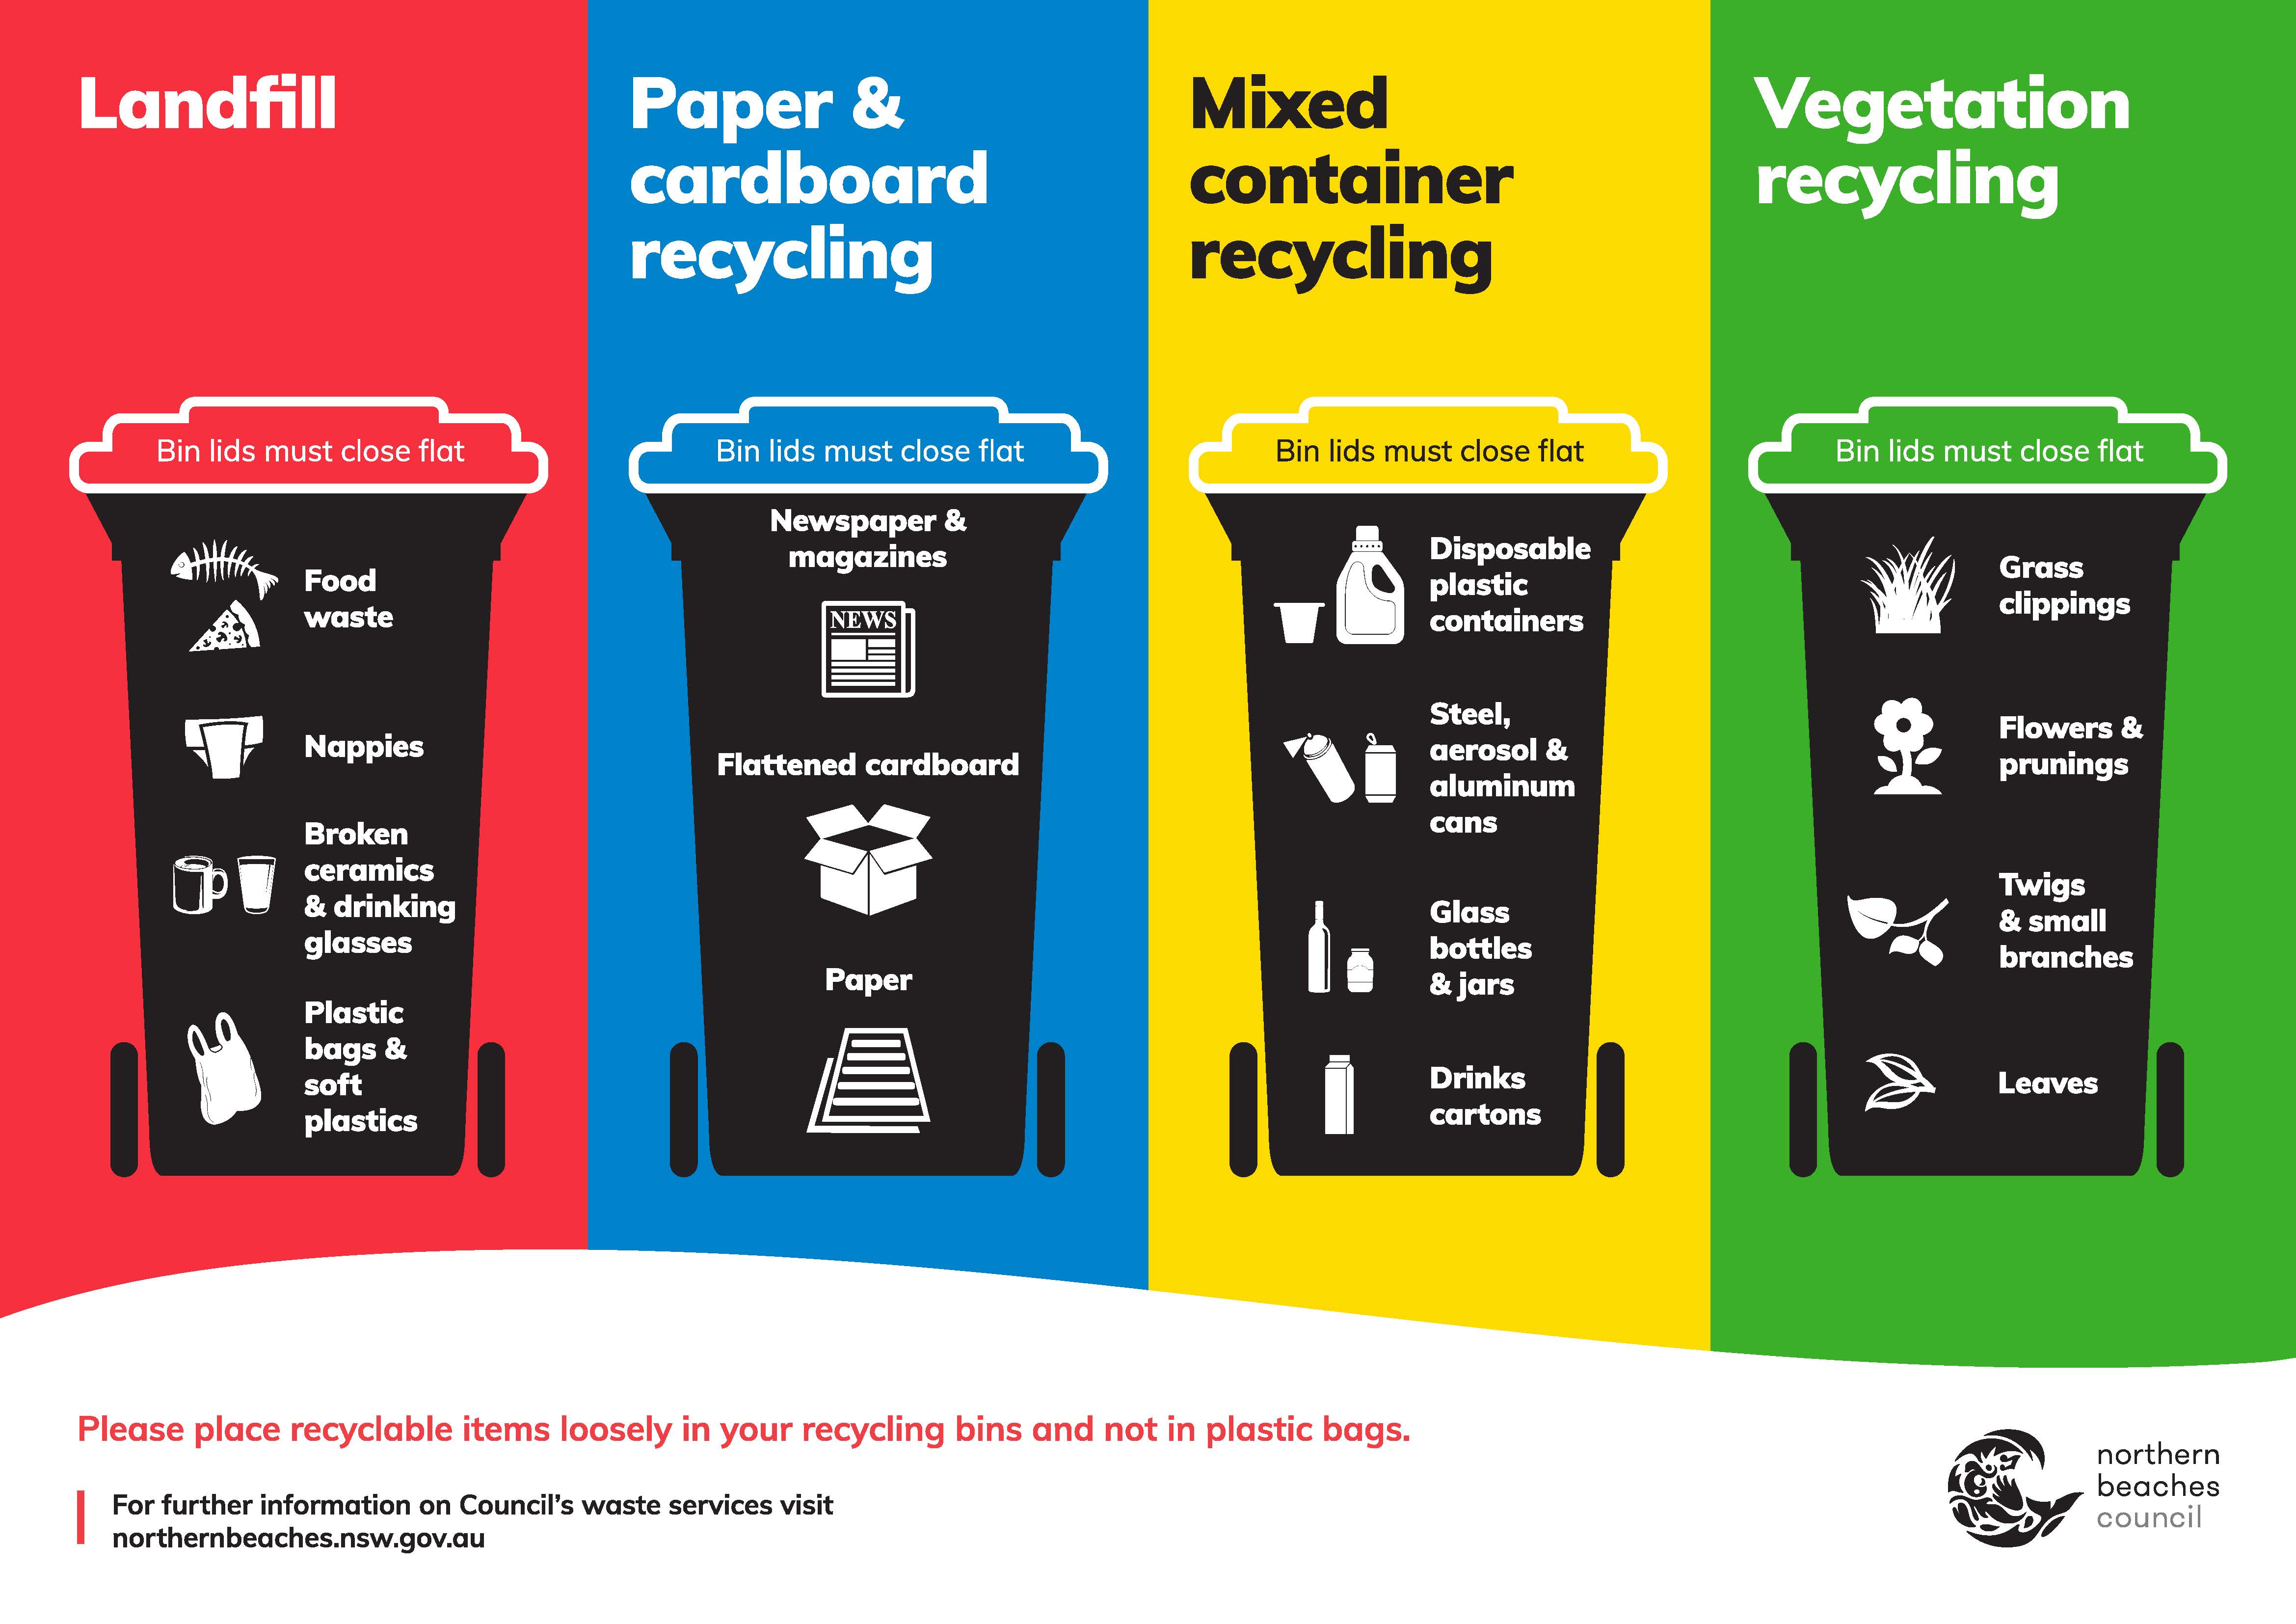 Landfill
Paper &
cardboard
recycling
Mixed
container
recycling
Vegetation
recycling
Bin lids must close flat
Food
waste
Nappies
Broken
ceramics
& drinking
glasses
Plastic
bags &
soft
plastics
Bin lids must close flat
Newspaper &
magazines
NEWS
Flattened cardboard
Paper
Bin lids must close flat
Disposable
plastic
containers
Steel,
aerosol &
aluminum
cans
Glass
bottles
& jars
Drinks
cartons
Bin lids must close flat
Grass
clippings
Flowers &
prunings
Twigs
& small
branches
Leaves
Please place recyclable items loosely in your recycling bins and not in plastic bags.
For further information on Council’s waste services visit
northernbeaches.nsw.gov.au
northern
beaches
council